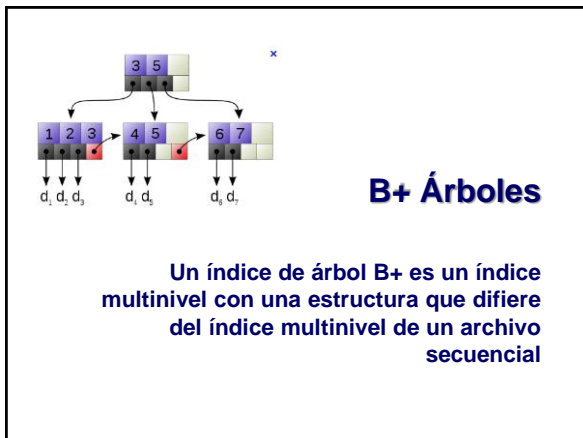 ×
3 5
1 2 3 4 5 6 7
d₁ d₂ d₃ d₄ d₅ d₆ d₇
B+ Árboles
Un índice de árbol B+ es un índice
multinivel con una estructura que difiere
del índice multinivel de un archivo
secuencial